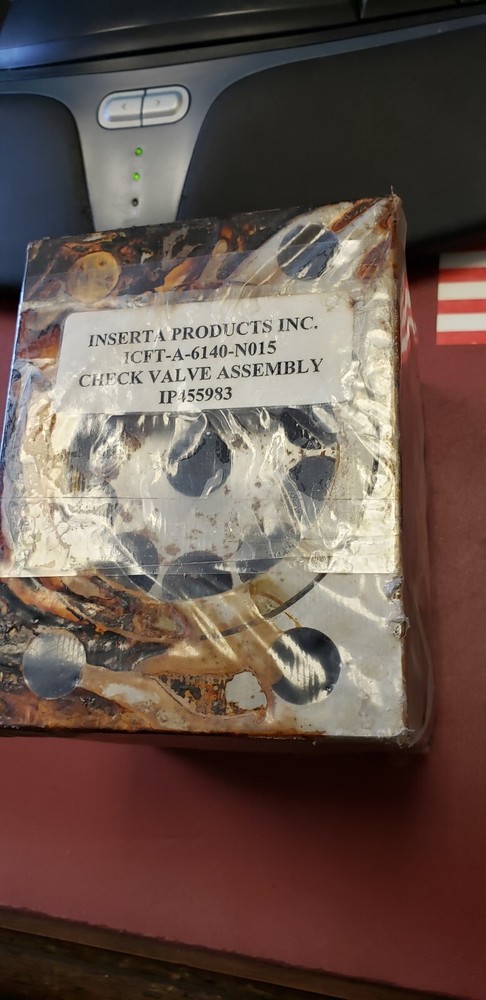 INSERTA PRODUCTS INC.
ICFT-A-6140-N015
CHECK VALVE ASSEMBLY
IP455983